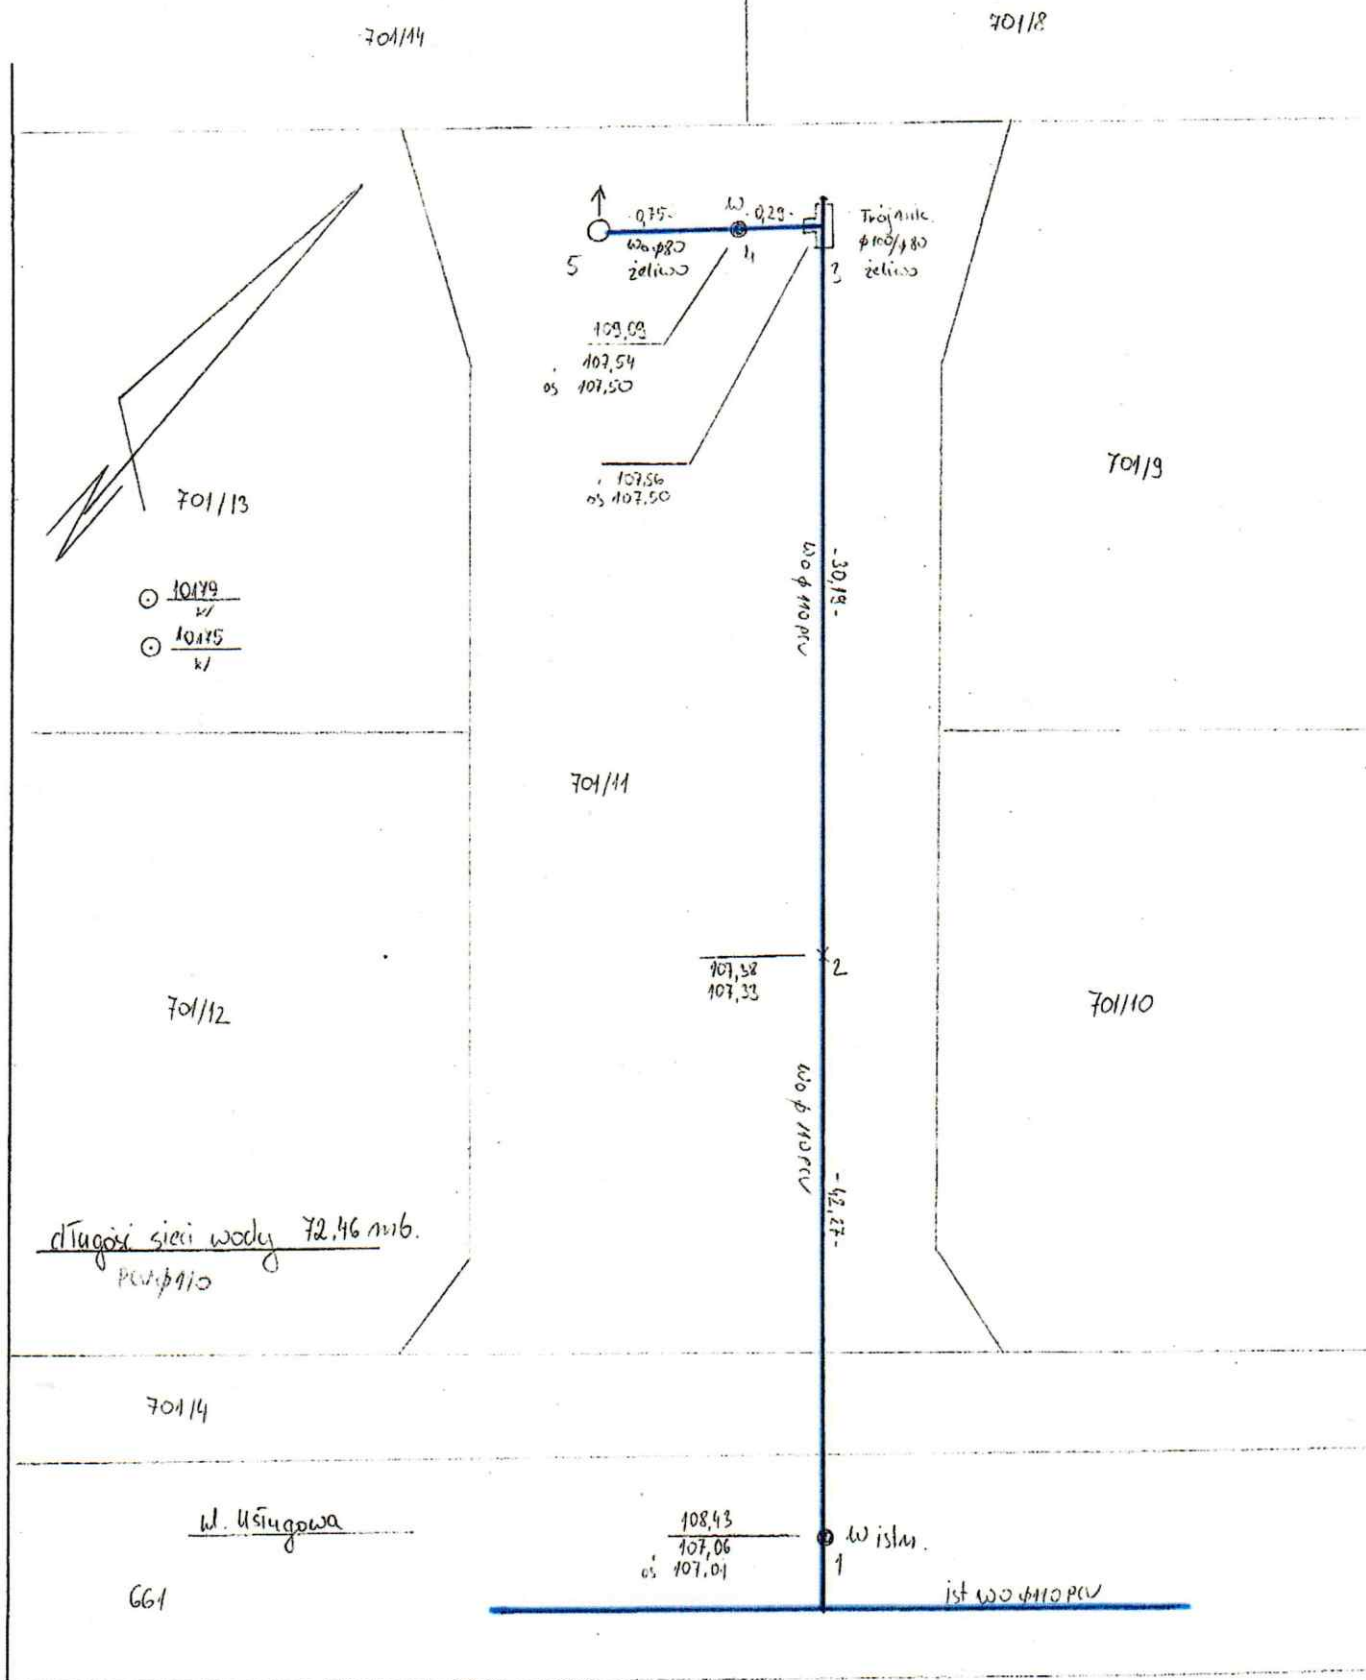 701/14
701/8
-0,75-
W
-0,29-
Trójnik
ϕ100/ϕ80
żeliwo
wo ϕ80
żeliwo
5
4
3
109,09
107,54
oś 107,50
107,56
oś 107,50
701/13
701/9
10179
k/
10175
k/
-30,19-
wo ϕ 110 pcv
701/11
107,38
107,33
2
701/12
701/10
wo ϕ 110 PCV
-42,27-
długość sieci wody 72,46 mb.
PCV ϕ110
701/4
ul. Usługowa
108,43
107,06
oś 107,01
W istn.
1
661
ist wo ϕ110 PCV